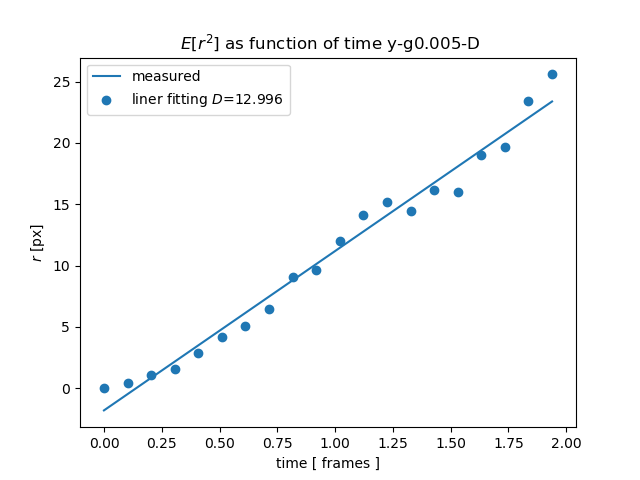 E[r²] as function of time y-g0.005-D
measured
liner fitting D=12.996
25
20
15
10
5
0
r [px]
0.00 0.25 0.50 0.75 1.00 1.25 1.50 1.75 2.00
time [ frames ]